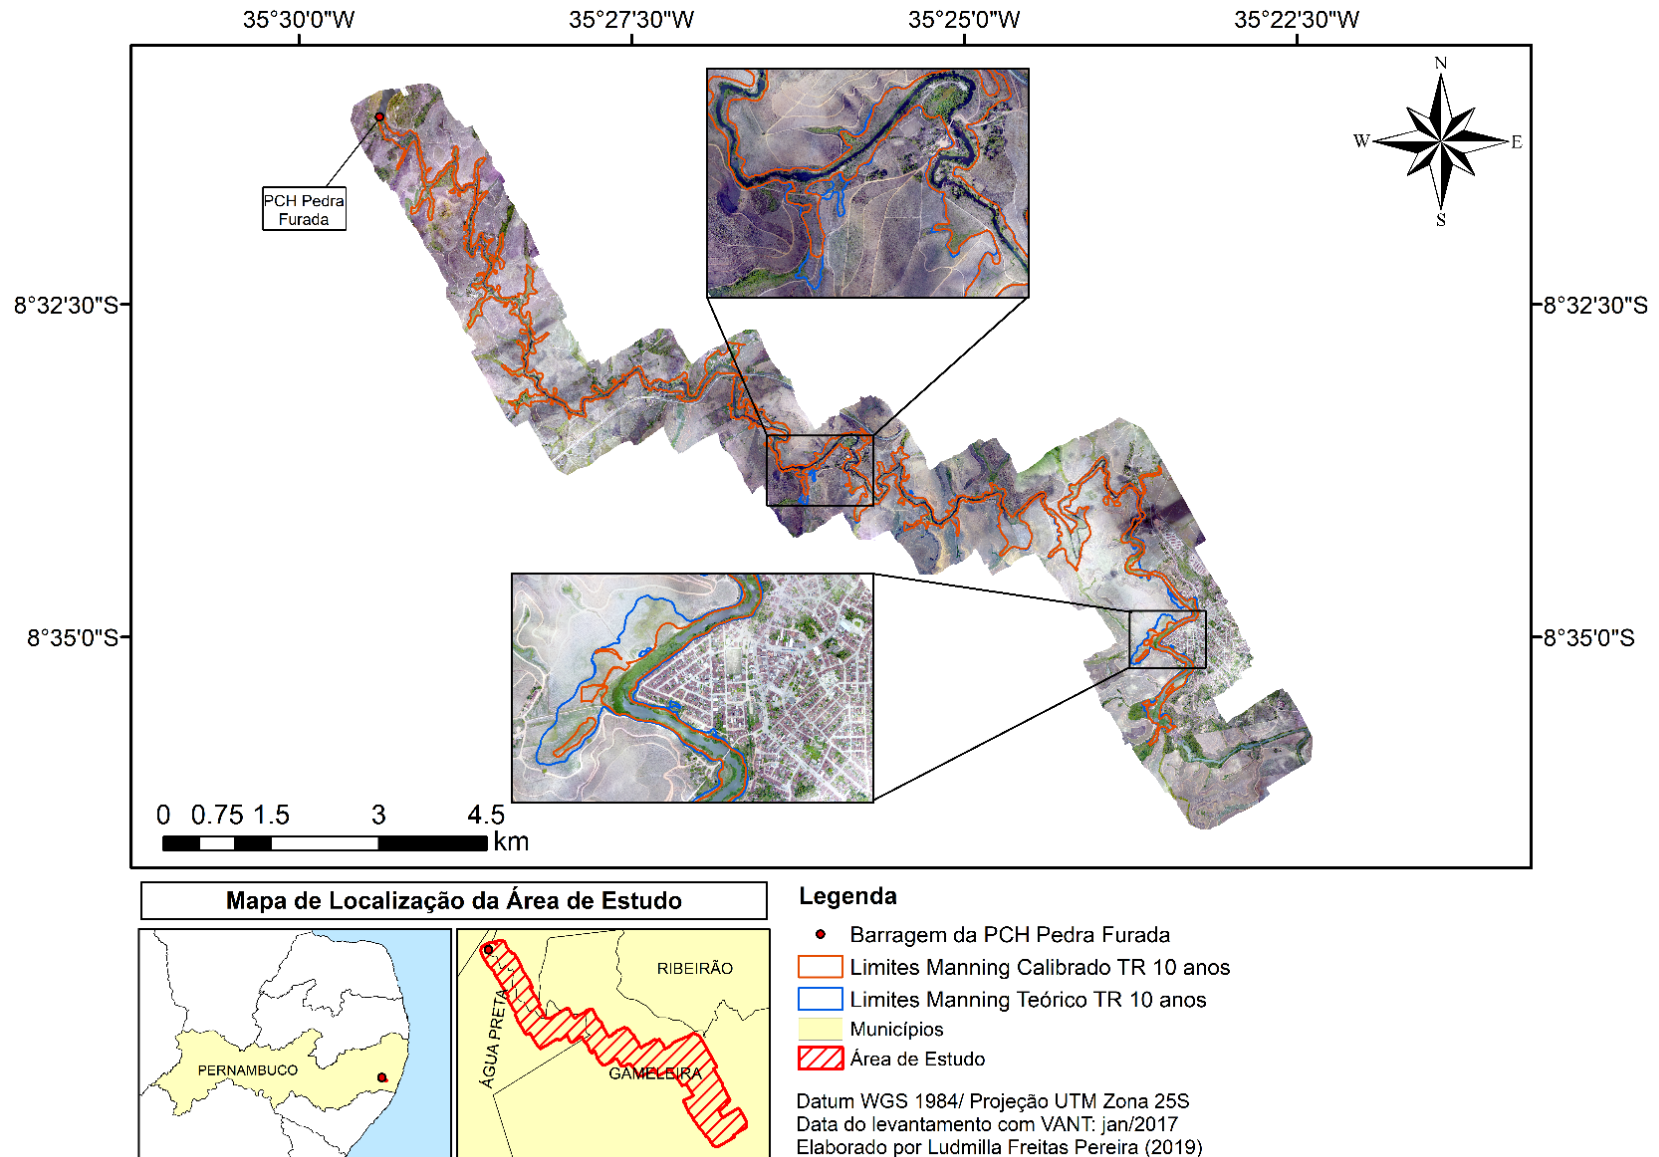 35°30'0"W
35°27'30"W
35°25'0"W
35°22'30"W
N
W
E
S
PCH Pedra
Furada
8°32'30"S
8°32'30"S
8°35'0"S
8°35'0"S
0 0.75 1.5 3 4.5
km
Mapa de Localização da Área de Estudo
PERNAMBUCO
ÁGUA PRETA
RIBEIRÃO
GAMELEIRA
Legenda
Barragem da PCH Pedra Furada
Limites Manning Calibrado TR 10 anos
Limites Manning Teórico TR 10 anos
Municípios
Área de Estudo
Datum WGS 1984/ Projeção UTM Zona 25S
Data do levantamento com VANT: jan/2017
Elaborado por Ludmilla Freitas Pereira (2019)